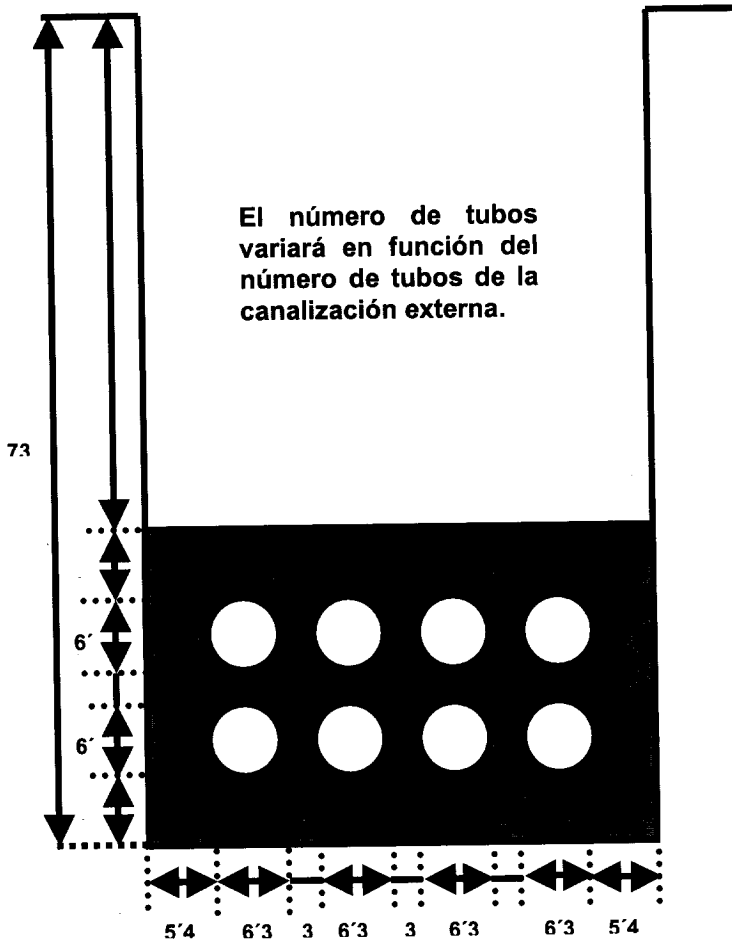 El número de tubos
variará en función del
número de tubos de la
canalización externa.
73
6´
6´
5´4 6´3 3 6´3 3 6´3 6´3 5´4